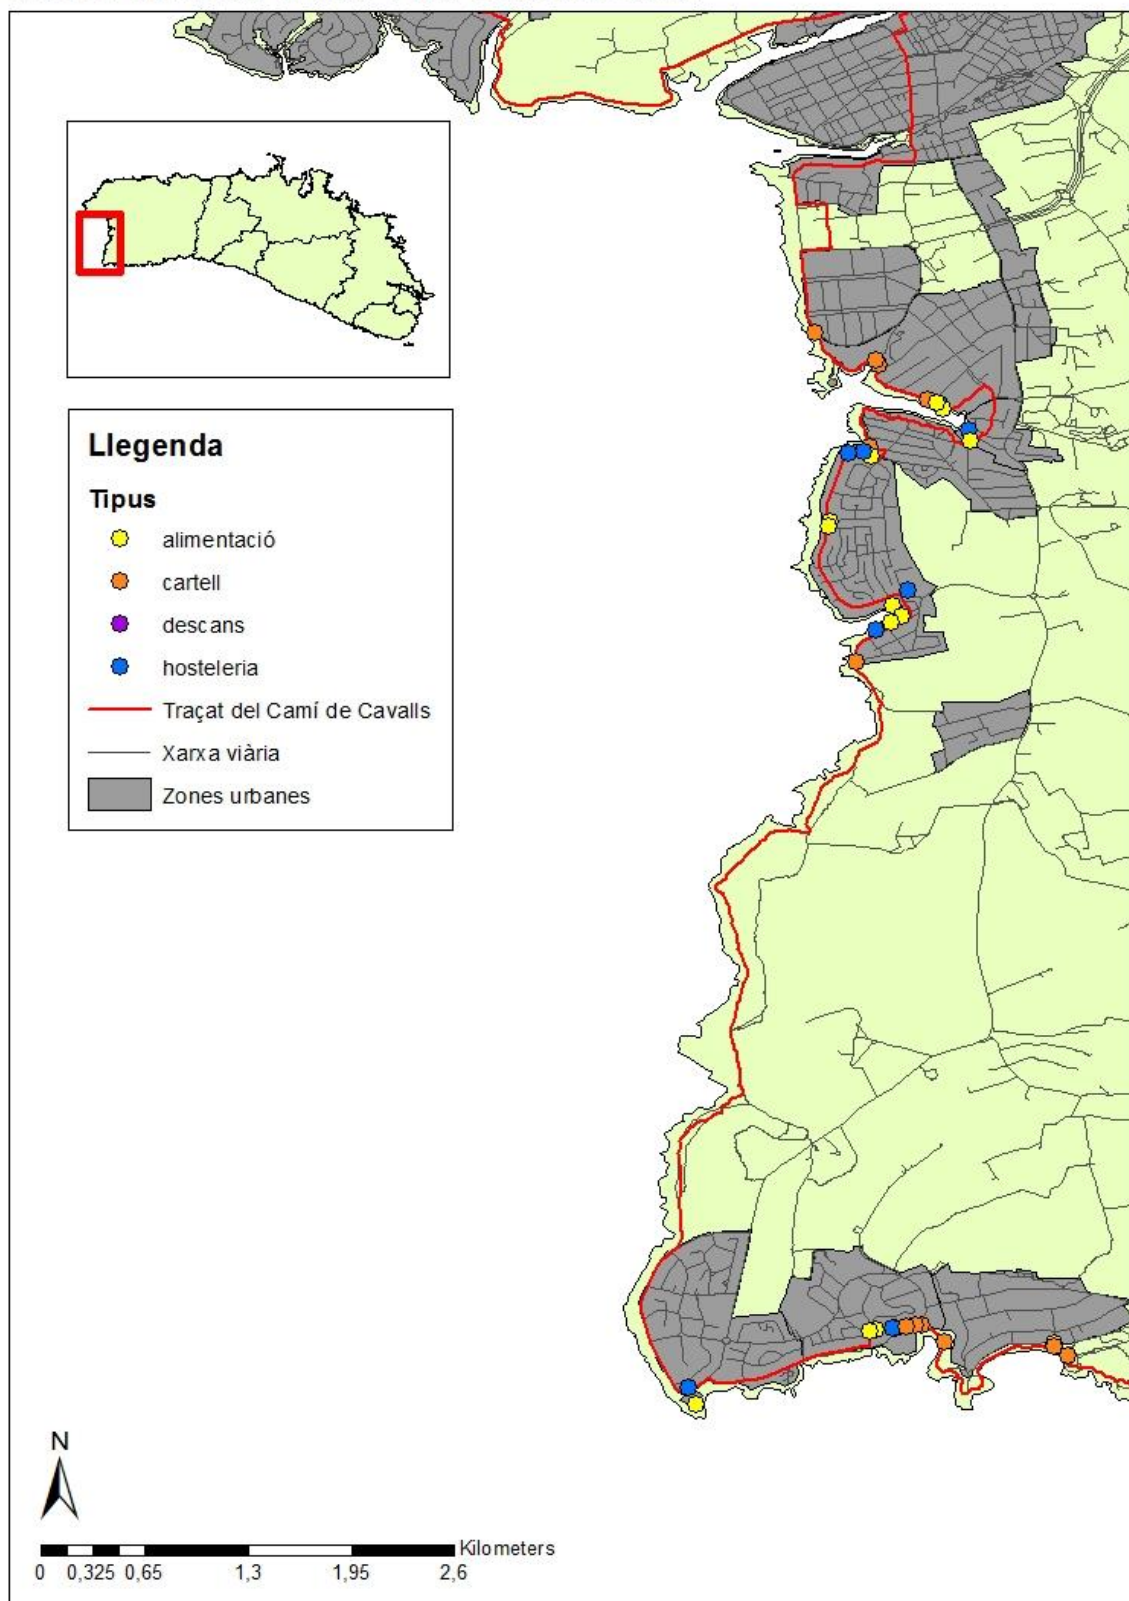 Llegenda
Tipus
alimentació
cartell
descans
hosteleria
Traçat del Camí de Cavalls
Xarxa viària
Zones urbanes
N
Kilometers
0 0,325 0,65 1,3 1,95 2,6